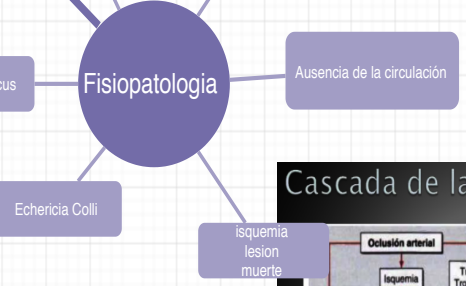 Fisiopatologia
Ausencia de la circulación
cus
Echericia Colli
isquemia
lesion
muerte
Cascada de la
Oclusión arterial
Isquemia